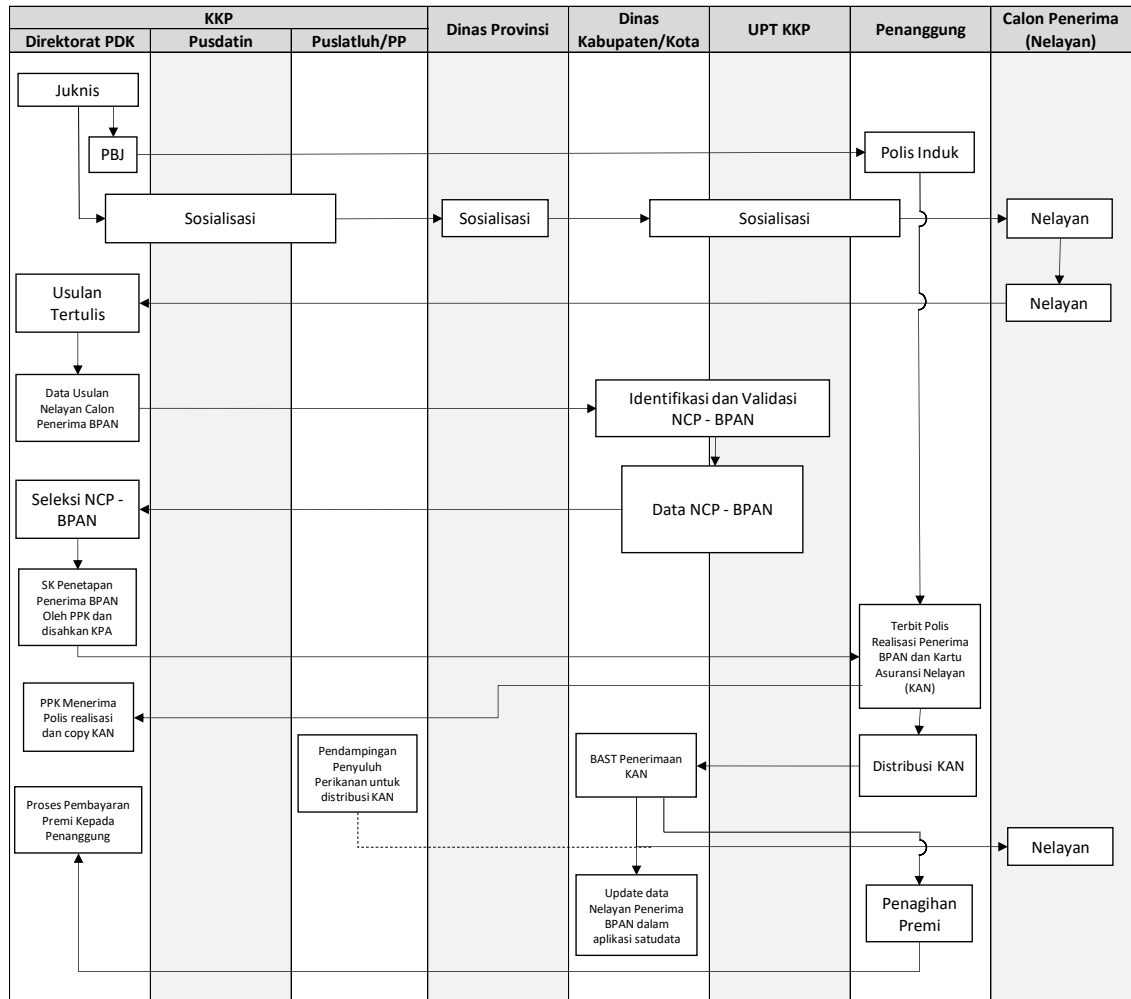 KKP
Dinas Provinsi
Dinas
Kabupaten/Kota
UPT KKP
Penanggung
Calon Penerima
(Nelayan)
Direktorat PDK
Pusdatin
Puslatluh/PP
Juknis
PBJ
Polis Induk
Sosialisasi
Sosialisasi
Sosialisasi
Nelayan
Usulan
Tertulis
Nelayan
Data Usulan
Nelayan Calon
Penerima BPAN
Identifikasi dan Validasi
NCP - BPAN
Seleksi NCP -
BPAN
Data NCP - BPAN
SK Penetapan
Penerima BPAN
Oleh PPK dan
disahkan KPA
Terbit Polis
Realisasi Penerima
BPAN dan Kartu
Asuransi Nelayan
(KAN)
PPK Menerima
Polis realisasi
dan copy KAN
Pendampingan
Penyuluh
Perikanan untuk
distribusi KAN
BAST Penerimaan
KAN
Distribusi KAN
Proses Pembayaran
Premi Kepada
Penanggung
Nelayan
Update data
Nelayan Penerima
BPAN dalam
aplikasi satudata
Penagihan
Premi